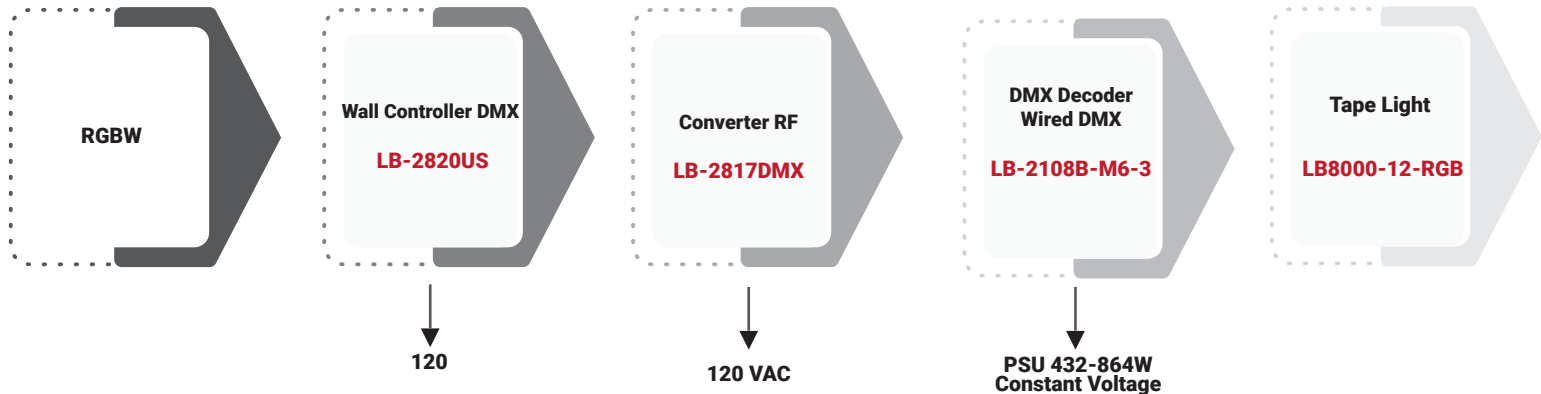 RGBW
Wall Controller DMX
LB-2820US
120
Converter RF
LB-2817DMX
120 VAC
DMX Decoder
Wired DMX
LB-2108B-M6-3
PSU 432-864W
Constant Voltage
Tape Light
LB8000-12-RGB